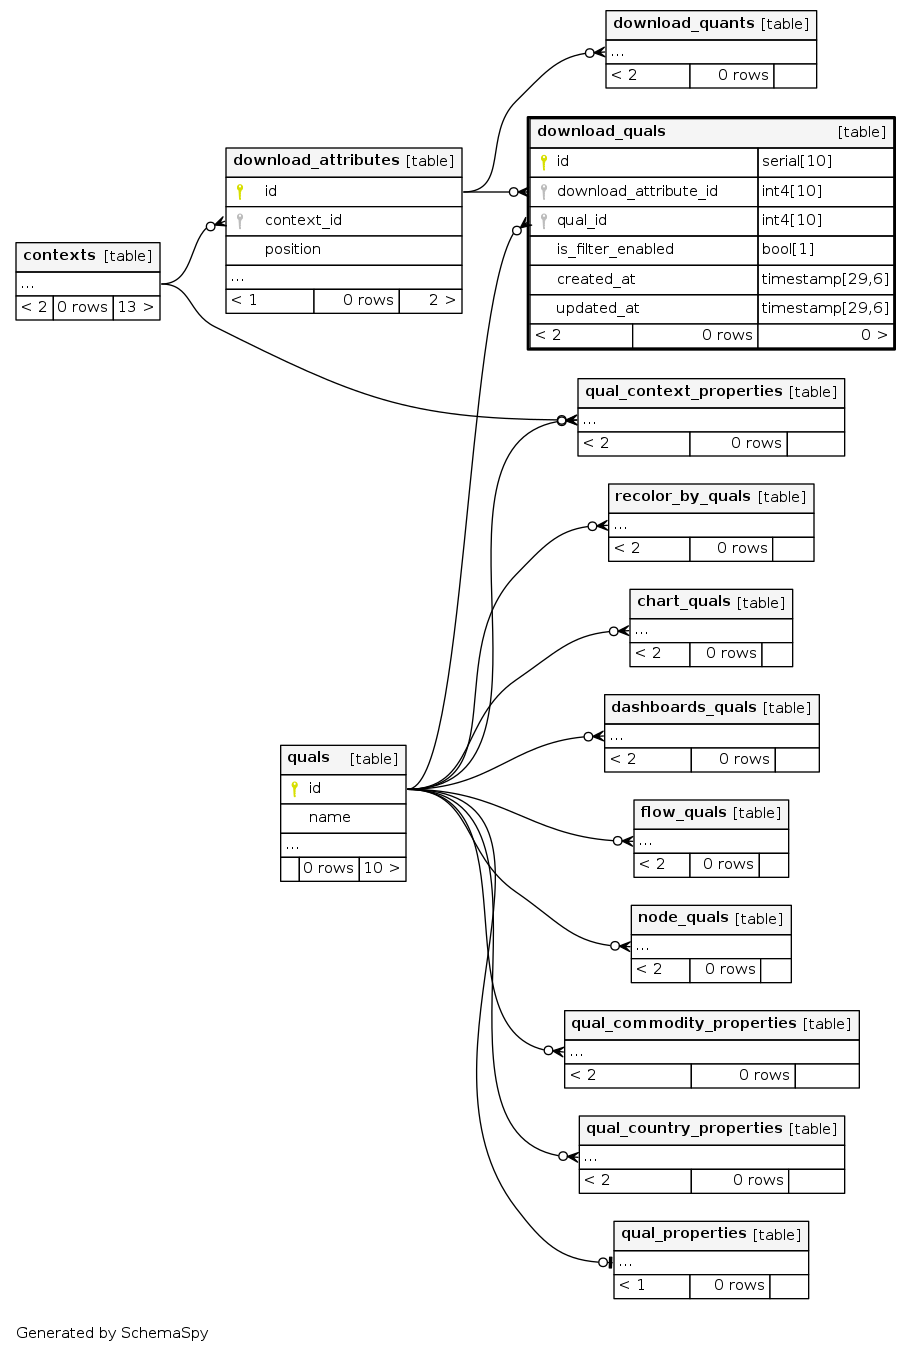 download_quants [table]
...
< 2 0 rows
download_quals [table]
id serial[10]
download_attribute_id int4[10]
qual_id int4[10]
is_filter_enabled bool[1]
created_at timestamp[29,6]
updated_at timestamp[29,6]
< 2 0 rows 0 >
download_attributes [table]
id
context_id
position
...
< 1 0 rows 2 >
contexts [table]
...
< 2 0 rows 13 >
qual_context_properties [table]
...
< 2 0 rows
recolor_by_quals [table]
...
< 2 0 rows
chart_quals [table]
...
< 2 0 rows
dashboards_quals [table]
...
< 2 0 rows
quals [table]
id
name
...
0 rows 10 >
flow_quals [table]
...
< 2 0 rows
node_quals [table]
...
< 2 0 rows
qual_commodity_properties [table]
...
< 2 0 rows
qual_country_properties [table]
...
< 2 0 rows
qual_properties [table]
...
< 1 0 rows
Generated by SchemaSpy